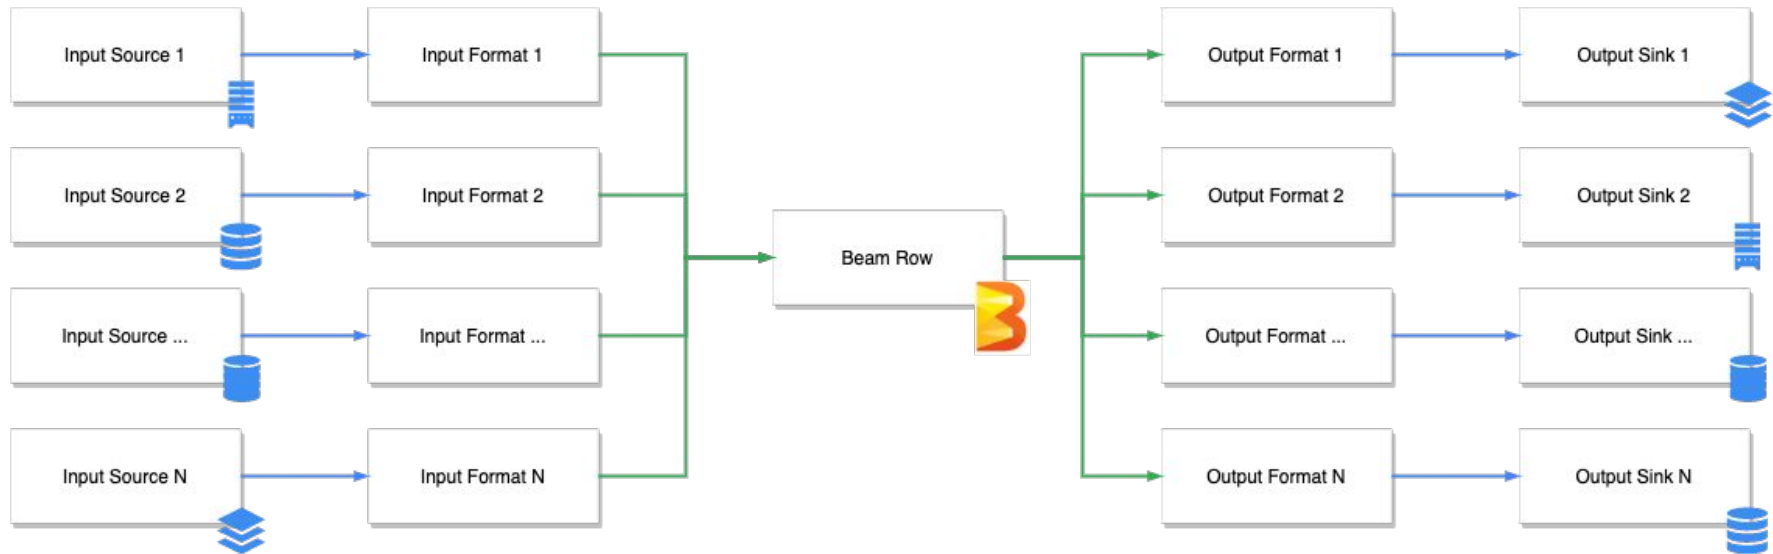 Input Source 1
Input Format 1
Output Format 1
Output Sink 1
Input Source 2
Input Format 2
Output Format 2
Output Sink 2
Beam Row
Input Source ...
Input Format ...
Output Format ...
Output Sink ...
Input Source N
Input Format N
Output Format N
Output Sink N